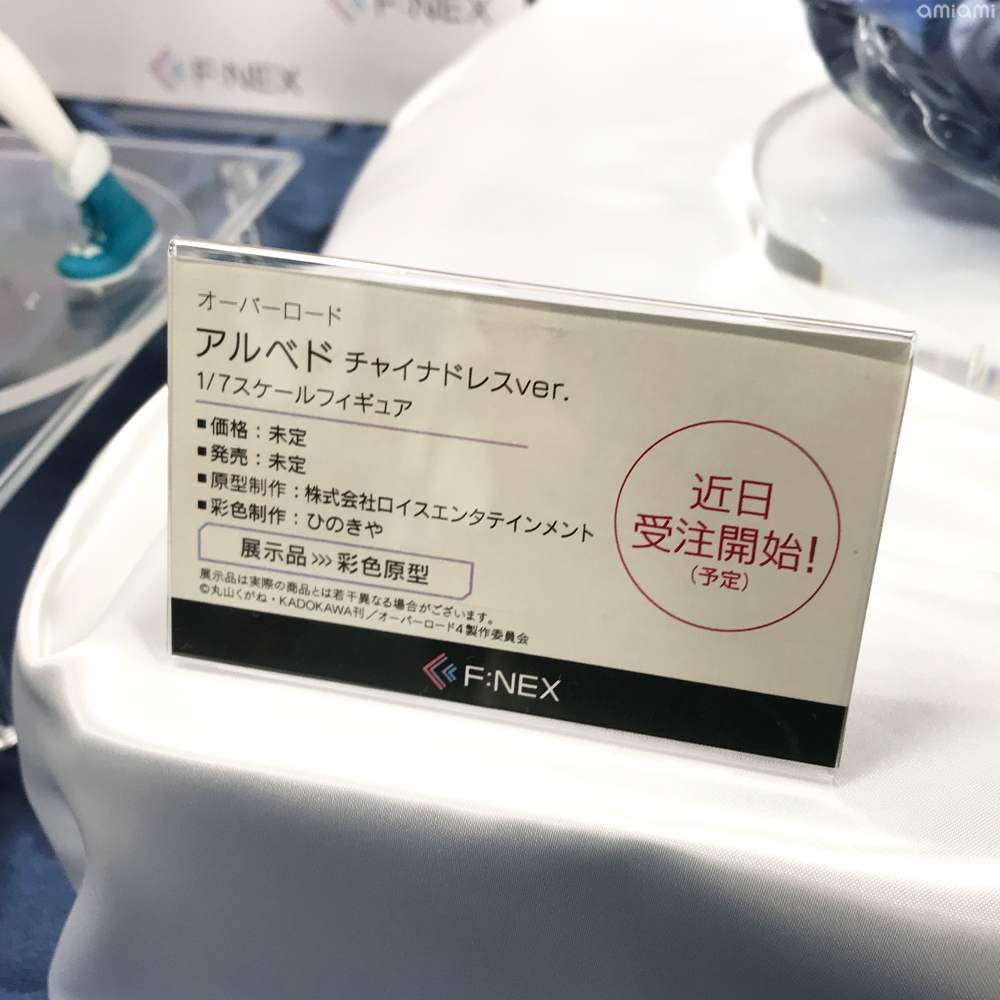 amiami
F:NEX
F:NEX
オーバーロード
アルベド チャイナドレスver.
1/7スケールフィギュア
■価格：未定
■発売：未定
■原型制作：株式会社ロイスエンタテインメント
■彩色制作：ひのきや
展示品>>>彩色原型
展示品は実際の商品とは若干異なる場合がございます。
©丸山くがね・KADOKAWA刊／オーバーロード4製作委員会
近日
受注開始!
(予定)
F:NEX